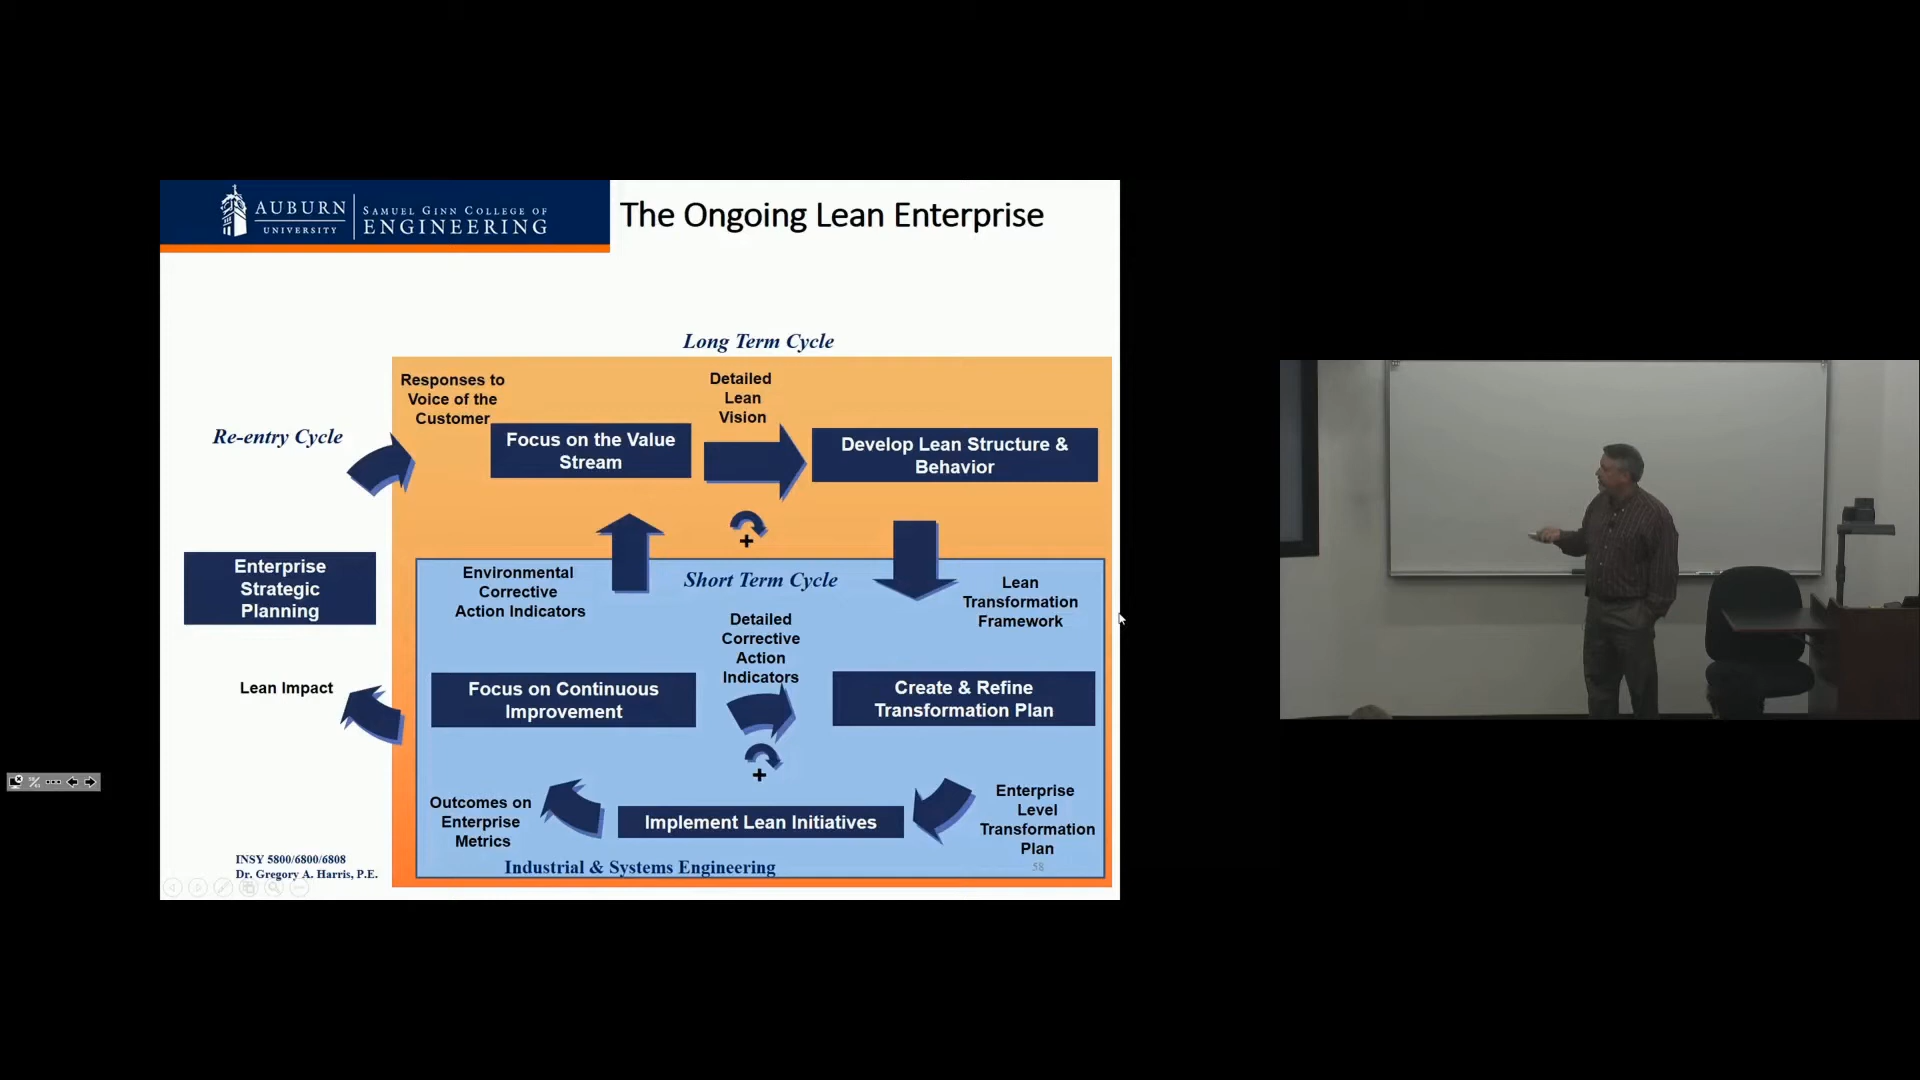 AUBURN
UNIVERSITY
SAMUEL GINN COLLEGE OF
ENGINEERING
The Ongoing Lean Enterprise
Long Term Cycle
Responses to
Voice of the
Customer
Detailed
Lean
Vision
Re-entry Cycle
Focus on the Value
Stream
Develop Lean Structure &
Behavior
+
Enterprise
Strategic
Planning
Environmental
Corrective
Action Indicators
Short Term Cycle
Lean
Transformation
Framework
Detailed
Corrective
Action
Indicators
Lean Impact
Focus on Continuous
Improvement
Create & Refine
Transformation Plan
+
Outcomes on
Enterprise
Metrics
Implement Lean Initiatives
Enterprise
Level
Transformation
Plan
INSY 5800/6800/6808
Dr. Gregory A. Harris, P.E.
Industrial & Systems Engineering
58